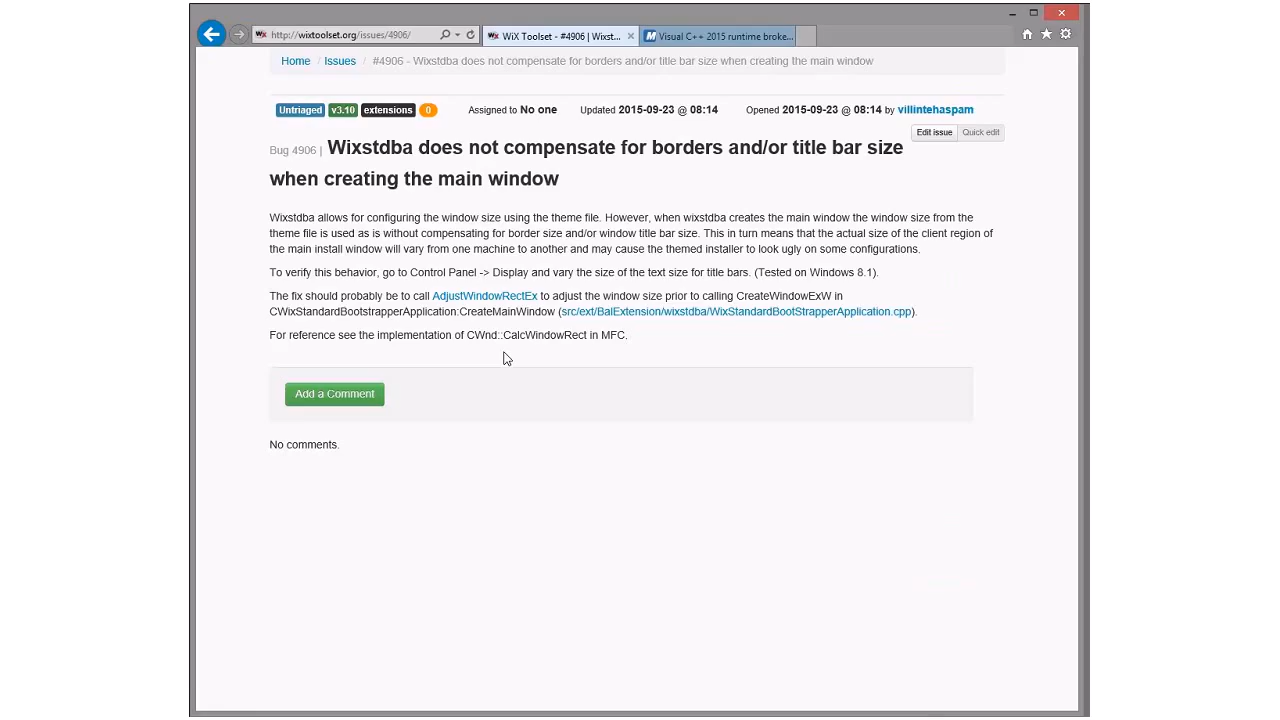 http://wixtoolset.org/issues/4906/
WiX Toolset - #4906 | Wixst...
Visual C++ 2015 runtime broke...
Home / Issues / #4906 - Wixstdba does not compensate for borders and/or title bar size when creating the main window
Untriaged v3.10 extensions 0 Assigned to No one Updated 2015-09-23 @ 08:14 Opened 2015-09-23 @ 08:14 by villintehaspam
Edit issue Quick edit
Bug 4906 | Wixstdba does not compensate for borders and/or title bar size
when creating the main window
Wixstdba allows for configuring the window size using the theme file. However, when wixstdba creates the main window the window size from the
theme file is used as is without compensating for border size and/or window title bar size. This in turn means that the actual size of the client region of
the main install window will vary from one machine to another and may cause the themed installer to look ugly on some configurations.
To verify this behavior, go to Control Panel -> Display and vary the size of the text size for title bars. (Tested on Windows 8.1).
The fix should probably be to call AdjustWindowRectEx to adjust the window size prior to calling CreateWindowExW in
CWixStandardBootstrapperApplication:CreateMainWindow (src/ext/BalExtension/wixstdba/WixStandardBootStrapperApplication.cpp).
For reference see the implementation of CWnd::CalcWindowRect in MFC.
Add a Comment
No comments.